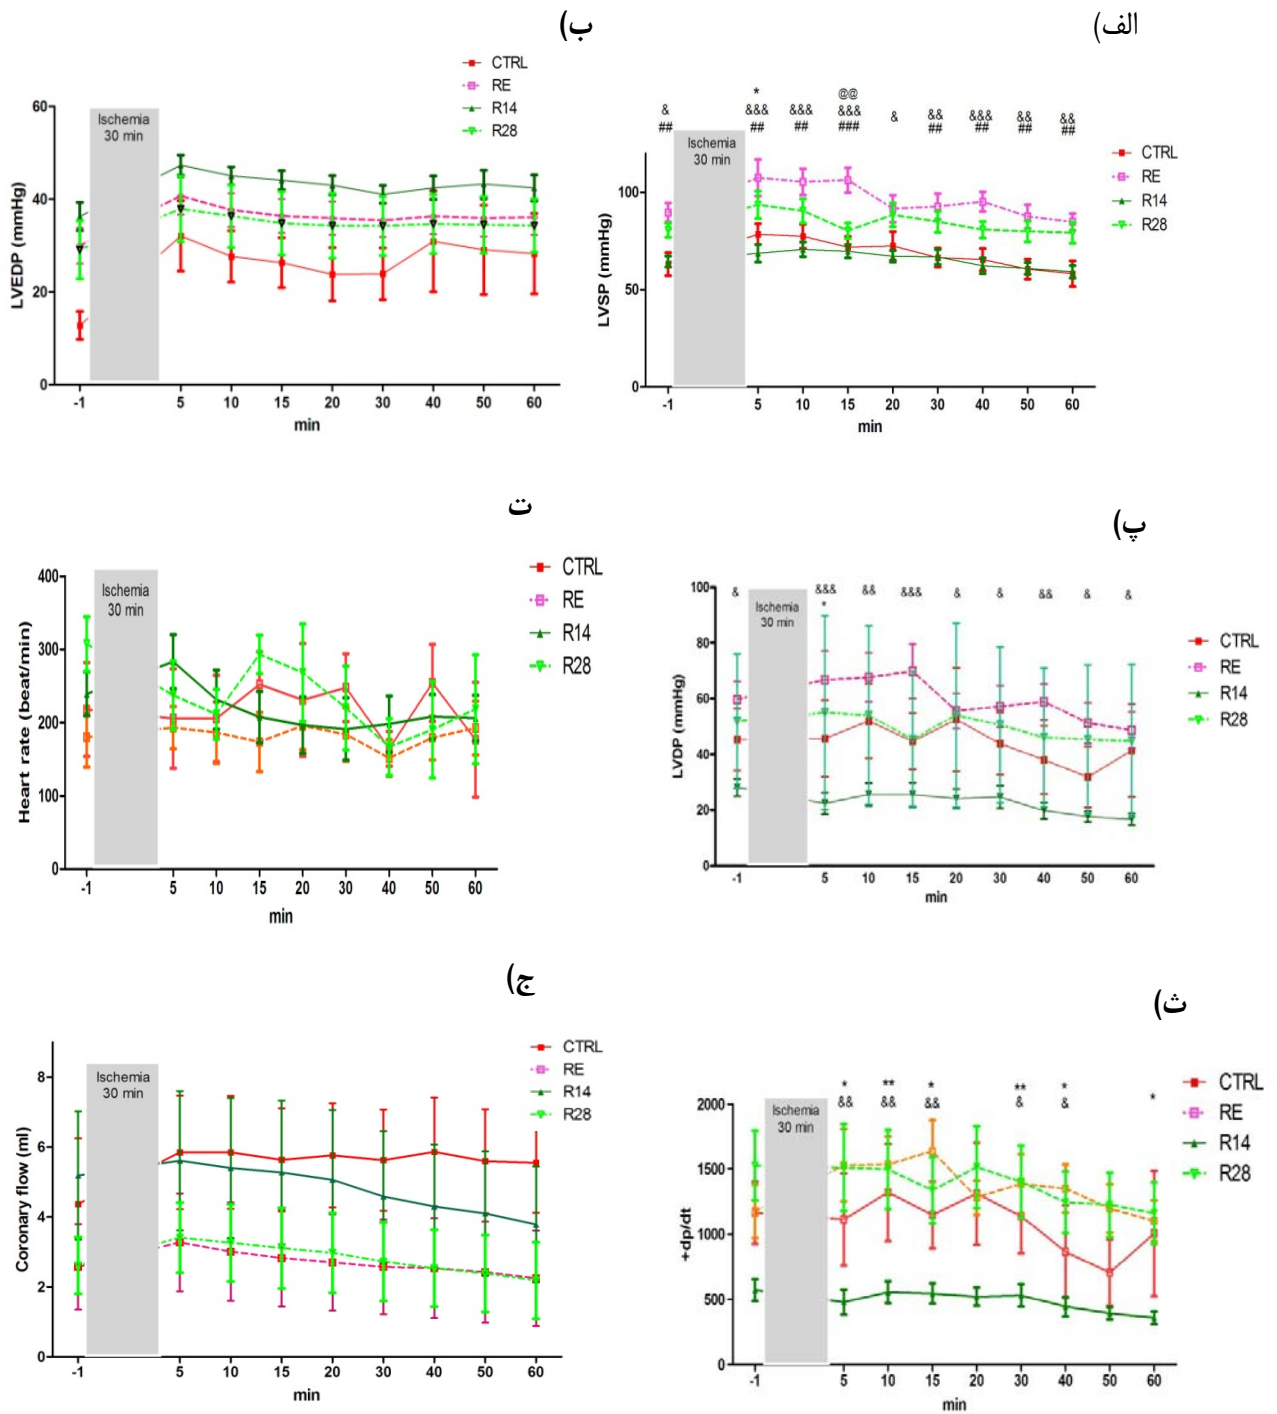 الف)
@@
*
& &&& &&& &&& & && &&& && &&
## ## ## ### ## ## ## ##
Ischemia
30 min
CTRL
RE
R14
R28
LVSP (mmHg)
100
50
0
-1 5 10 15 20 30 40 50 60
min
ب)
CTRL
RE
R14
R28
Ischemia
30 min
LVEDP (mmHg)
60
40
20
0
-1 5 10 15 20 30 40 50 60
min
پ)
& &&& && &&& & & && & &
*
Ischemia
30 min
CTRL
RE
R14
R28
LVDP (mmHg)
100
80
60
40
20
0
-1 5 10 15 20 30 40 50 60
min
ت
CTRL
RE
R14
R28
Ischemia
30 min
Heart rate (beat/min)
400
300
200
100
0
-1 5 10 15 20 30 40 50 60
min
ث)
* ** * ** * *
&& && && & &
Ischemia
30 min
CTRL
RE
R14
R28
+dp/dt
2000
1500
1000
500
0
-1 5 10 15 20 30 40 50 60
min
ج)
CTRL
RE
R14
R28
Ischemia
30 min
Coronary flow (ml)
8
6
4
2
0
-1 5 10 15 20 30 40 50 60
min